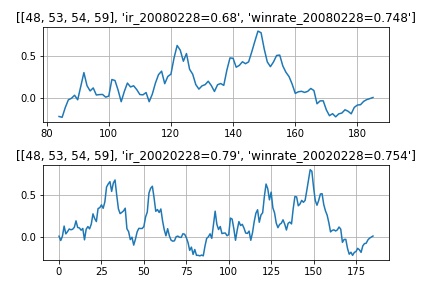 [[48, 53, 54, 59], 'ir_20080228=0.68', 'winrate_20080228=0.748']
0.5
0.0
80 100 120 140 160 180
[[48, 53, 54, 59], 'ir_20020228=0.79', 'winrate_20020228=0.754']
0.5
0.0
0 25 50 75 100 125 150 175